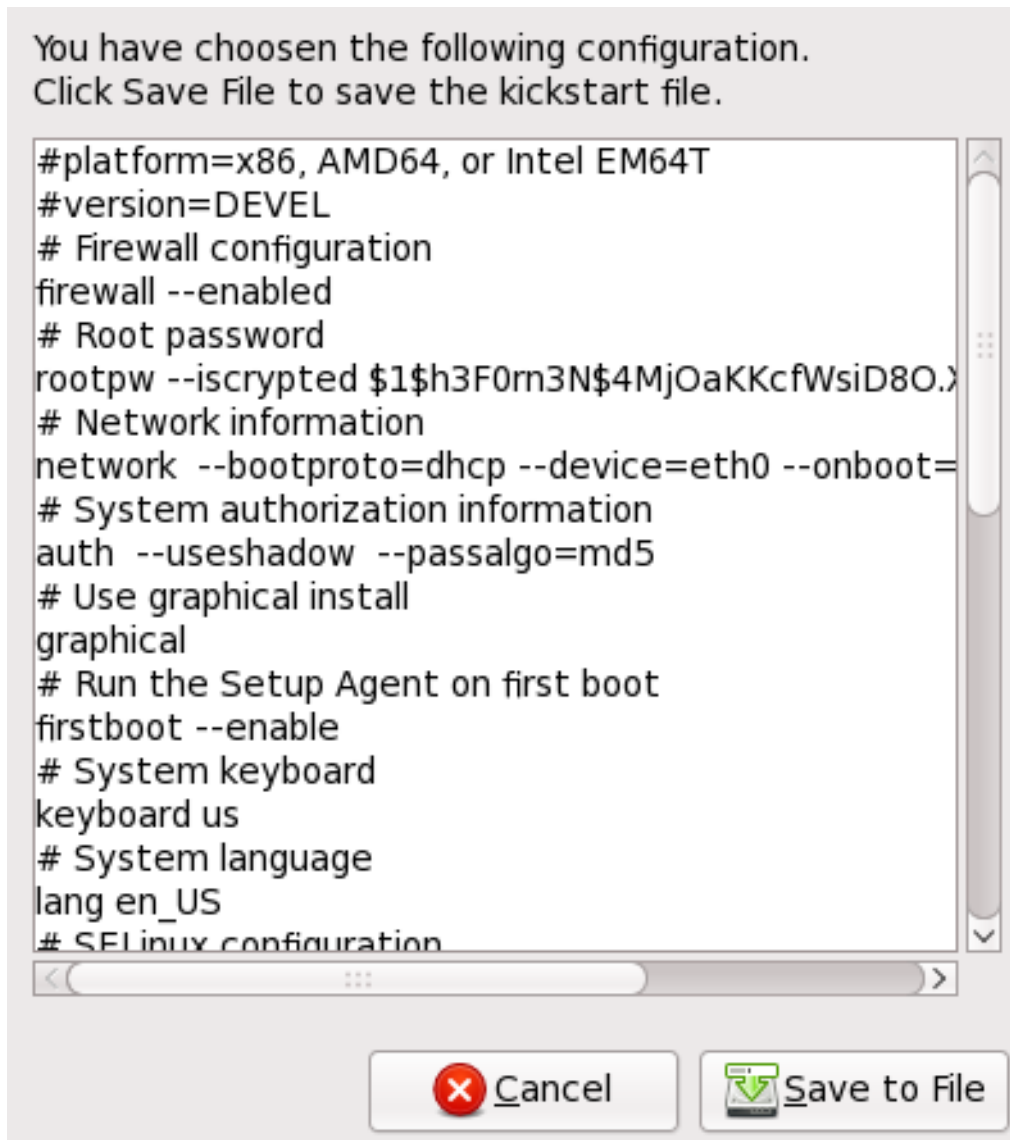 You have choosen the following configuration.
Click Save File to save the kickstart file.
#platform=x86, AMD64, or Intel EM64T
#version=DEVEL
# Firewall configuration
firewall --enabled
# Root password
rootpw --iscrypted $1$h3F0rn3N$4MjOaKKcfWsiD8O.X
# Network information
network  --bootproto=dhcp --device=eth0 --onboot=
# System authorization information
auth  --useshadow  --passalgo=md5
# Use graphical install
graphical
# Run the Setup Agent on first boot
firstboot --enable
# System keyboard
keyboard us
# System language
lang en_US
# SELinux configuration
Cancel
Save to File